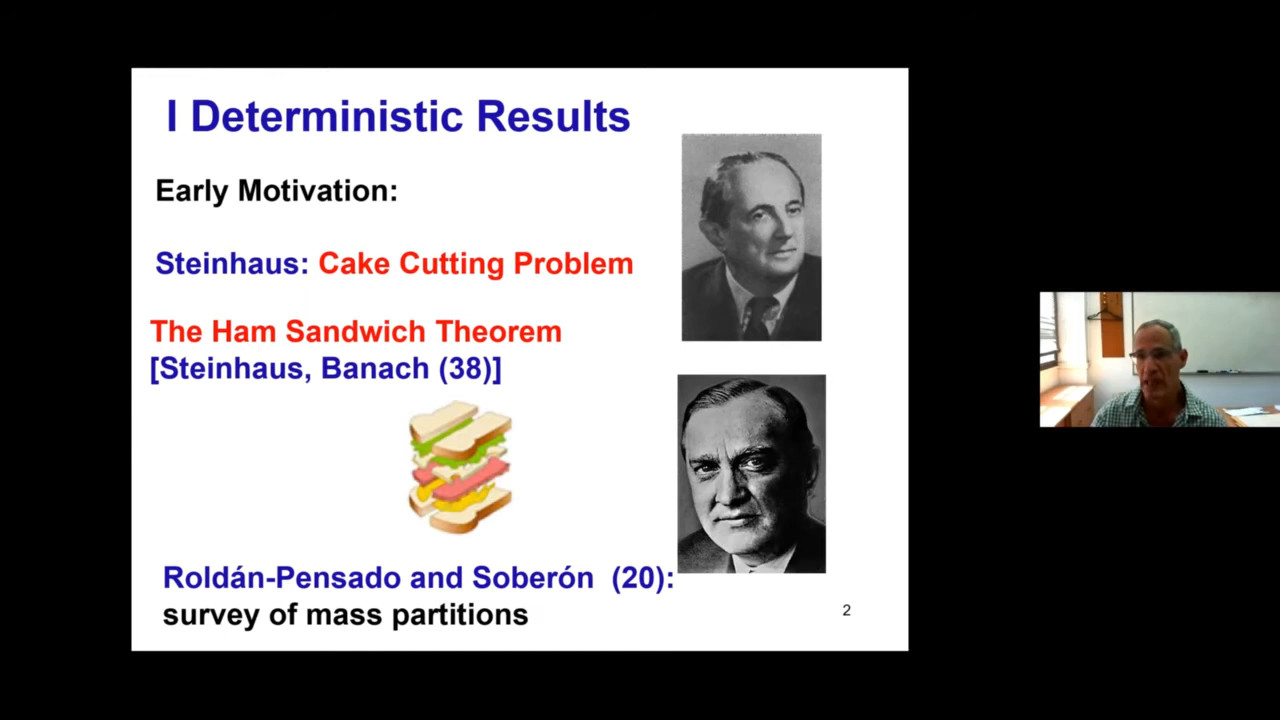 I Deterministic Results
Early Motivation:
Steinhaus: Cake Cutting Problem
The Ham Sandwich Theorem
[Steinhaus, Banach (38)]
Roldán-Pensado and Soberón (20):
survey of mass partitions
2